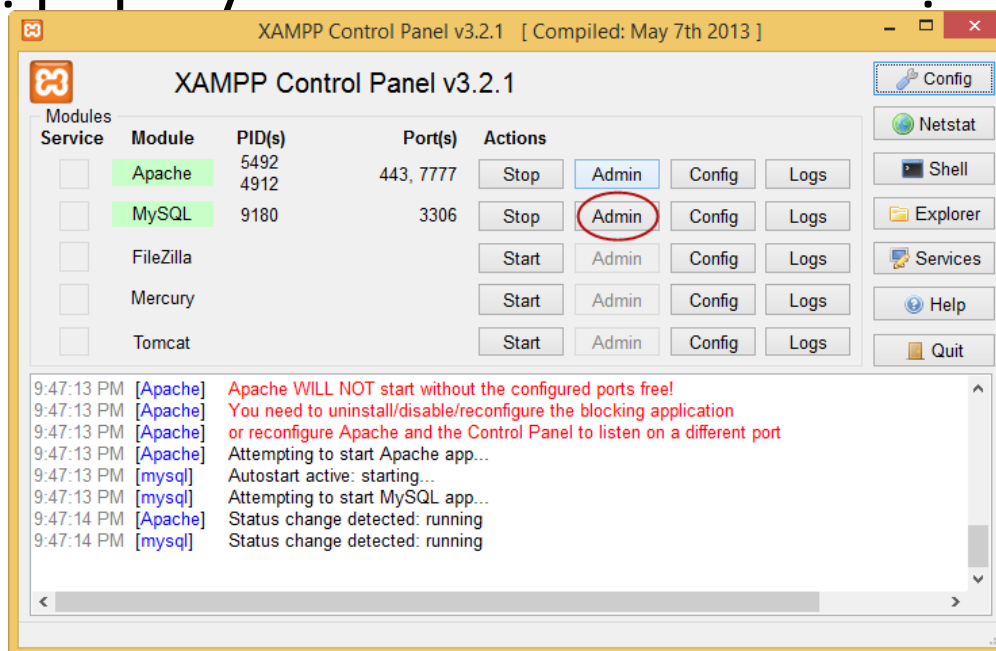 XAMPP Control Panel v3.2.1 [ Compiled: May 7th 2013 ]
XAMPP Control Panel v3.2.1
Config
Modules
Service Module PID(s) Port(s) Actions
Netstat
Apache 5492 4912 443, 7777 Stop Admin Config Logs
Shell
MySQL 9180 3306 Stop Admin Config Logs
Explorer
FileZilla Start Admin Config Logs
Services
Mercury Start Admin Config Logs
Help
Tomcat Start Admin Config Logs
Quit
9:47:13 PM [Apache] Apache WILL NOT start without the configured ports free!
9:47:13 PM [Apache] You need to uninstall/disable/reconfigure the blocking application
9:47:13 PM [Apache] or reconfigure Apache and the Control Panel to listen on a different port
9:47:13 PM [Apache] Attempting to start Apache app...
9:47:13 PM [mysql] Autostart active: starting...
9:47:13 PM [mysql] Attempting to start MySQL app...
9:47:14 PM [Apache] Status change detected: running
9:47:14 PM [mysql] Status change detected: running